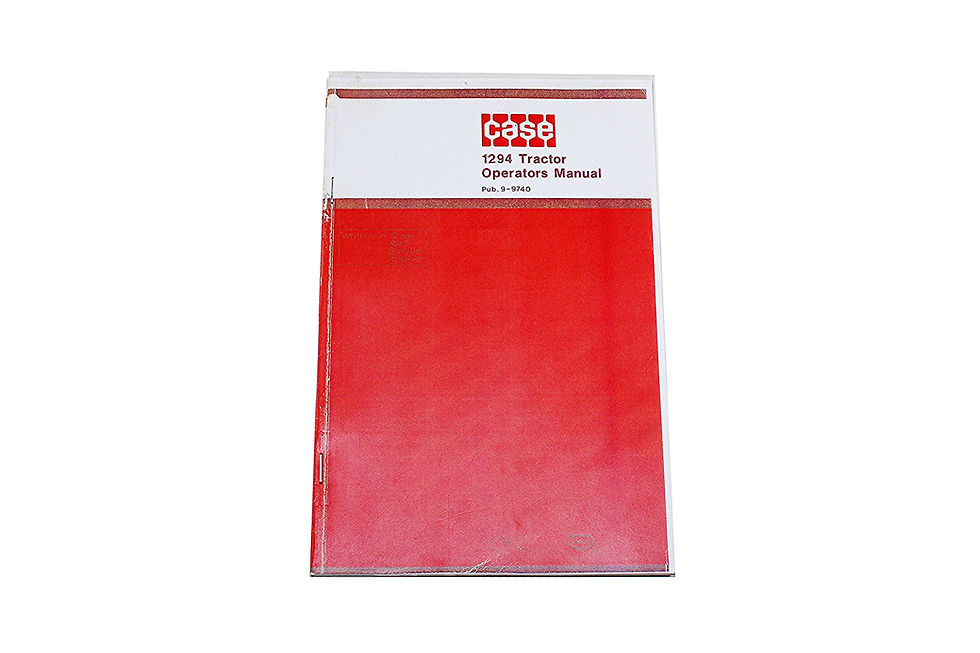 case
1294 Tractor
Operators Manual
Pub. 9-9740